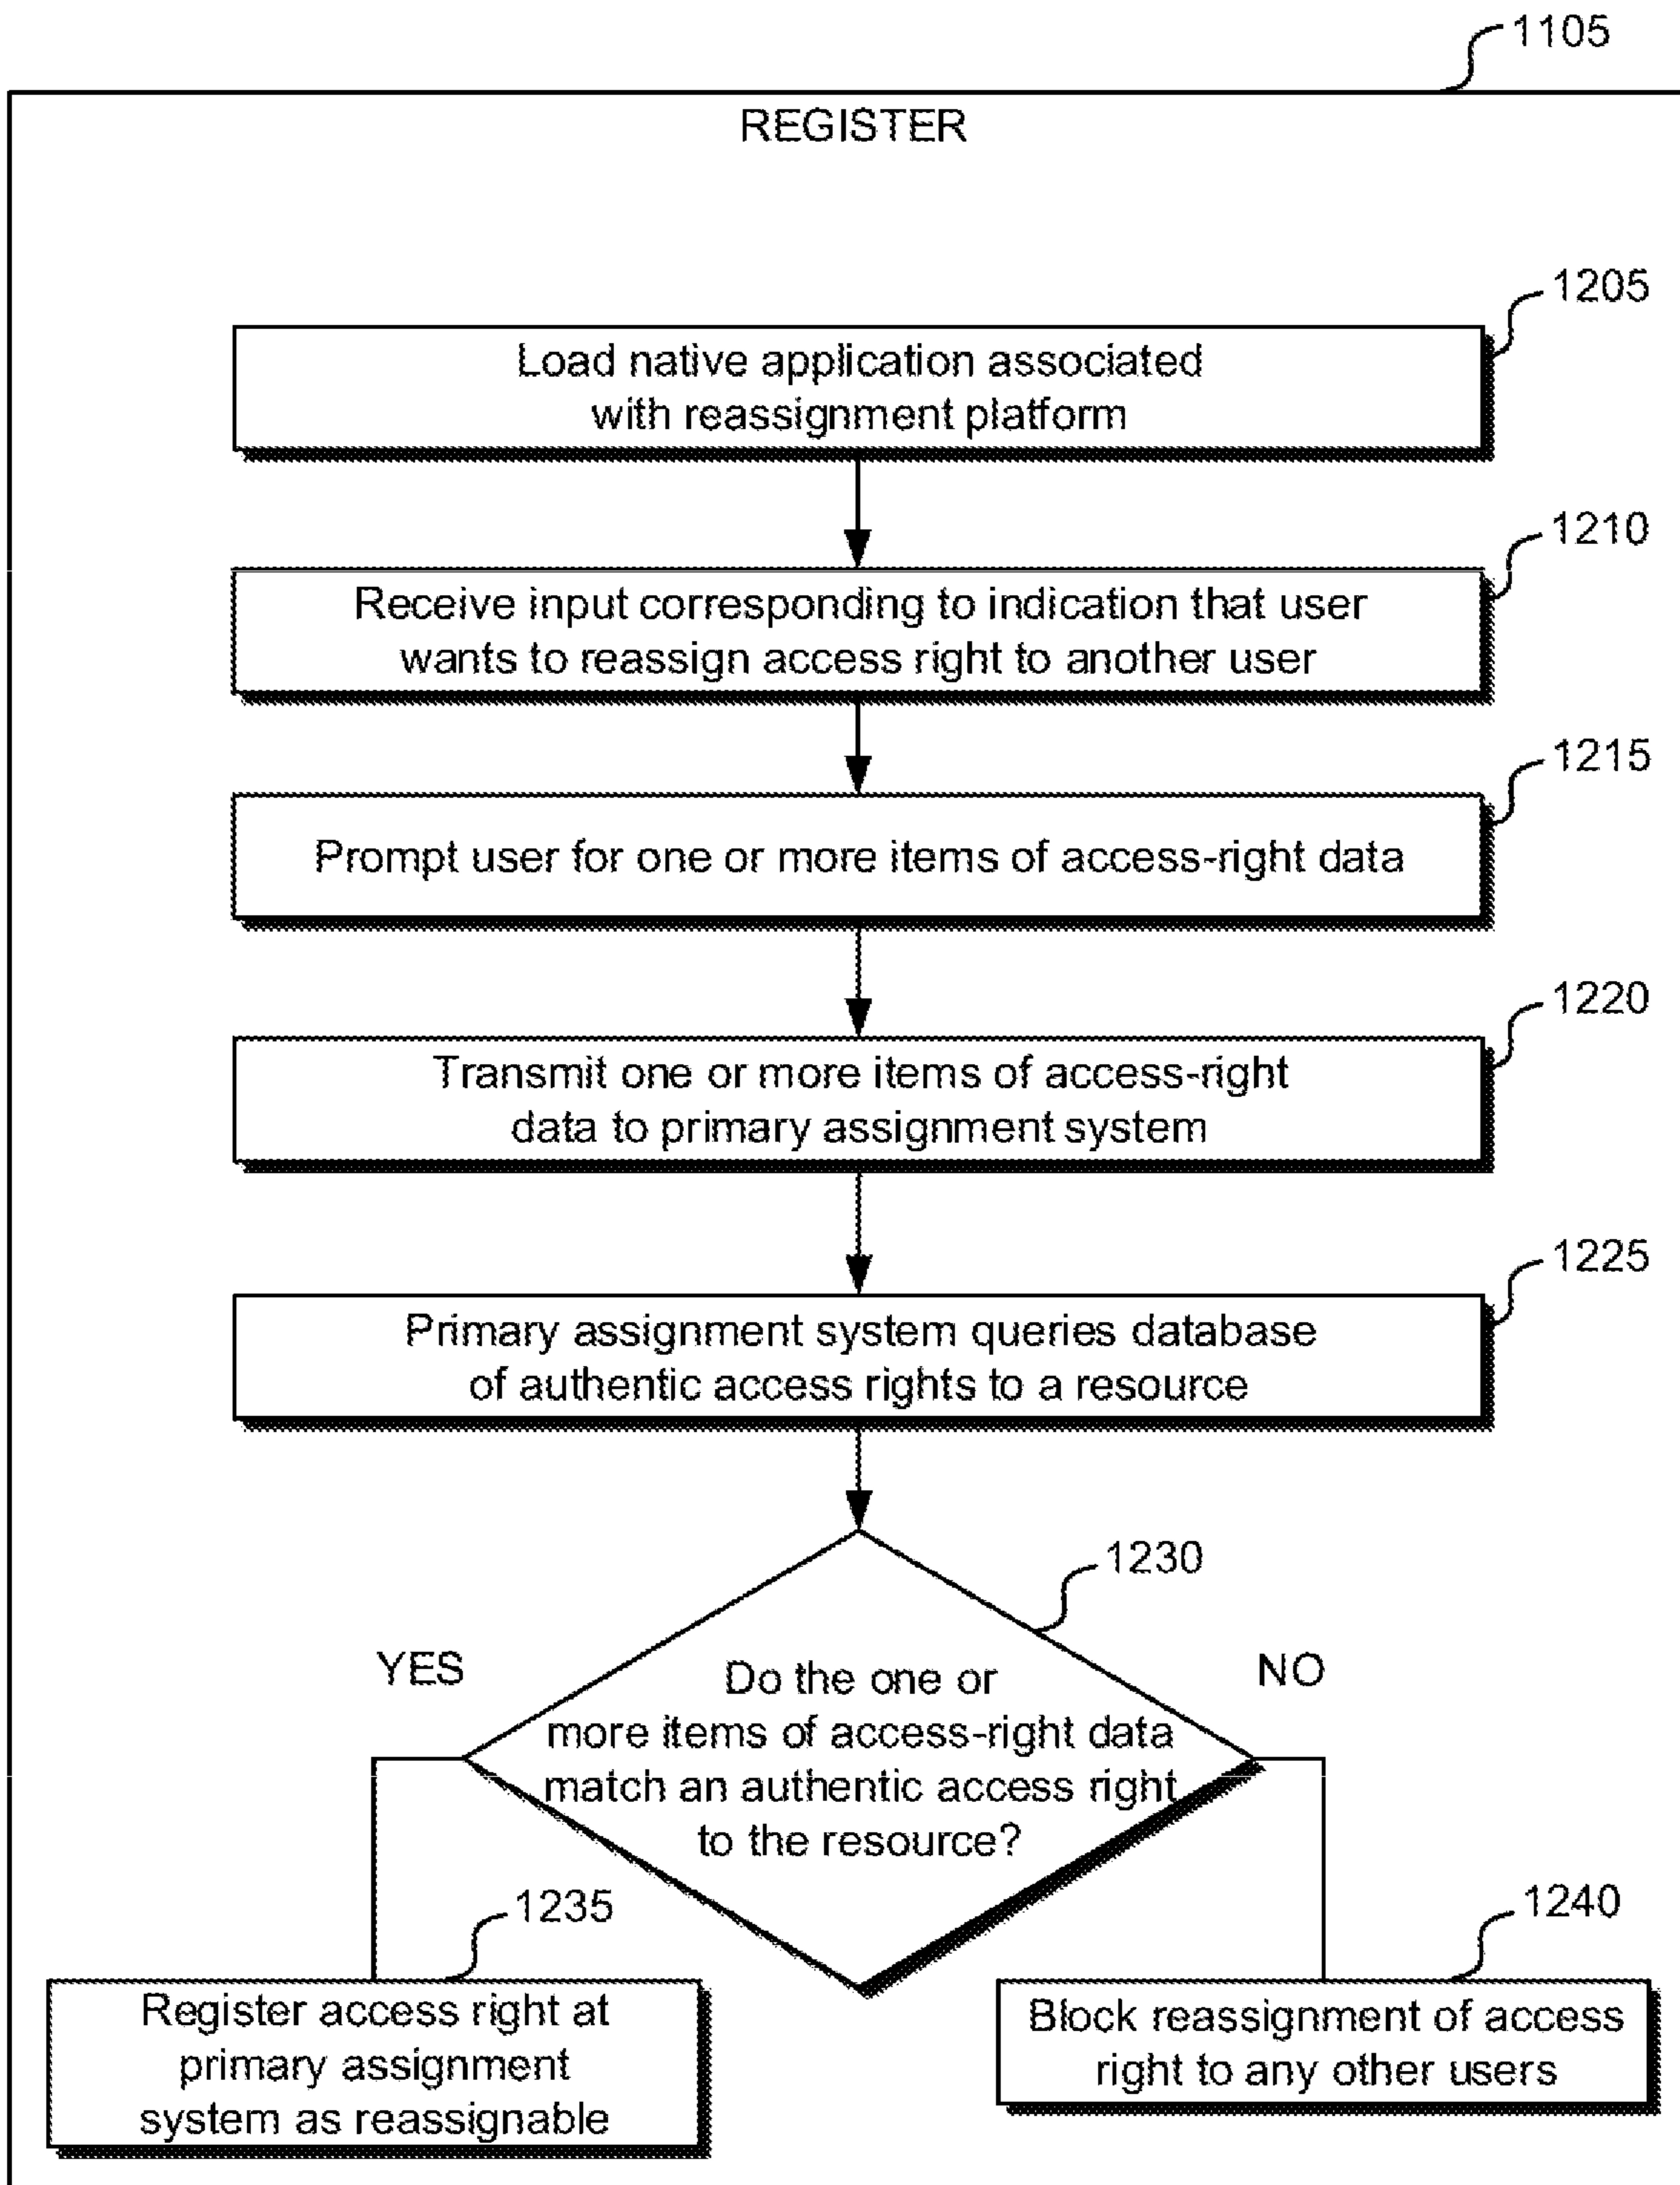 1105
REGISTER
1205
Load native application associated
with reassignment platform
1210
Receive input corresponding to indication that user
wants to reassign access right to another user
1215
Prompt user for one or more items of access-right data
1220
Transmit one or more items of access-right
data to primary assignment system
1225
Primary assignment system queries database
of authentic access rights to a resource
1230
YES
NO
Do the one or
more items of access-right data
match an authentic access right
to the resource?
1235
1240
Register access right at
primary assignment
system as reassignable
Block reassignment of access
right to any other users